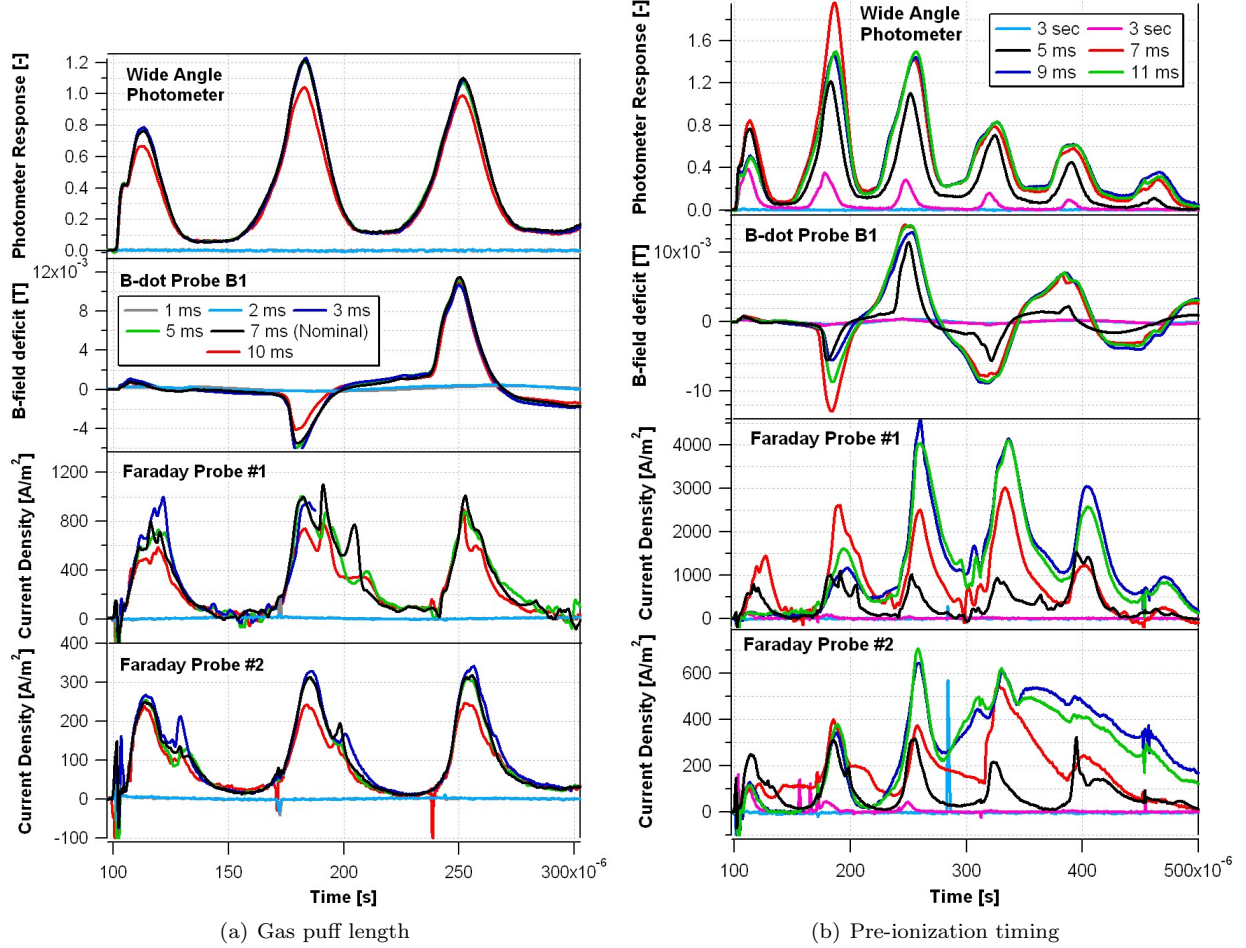 Wide Angle
Photometer
Photometer Response [-]
1.2
1.0
0.8
0.6
0.4
0.2
0.0
B-dot Probe B1
B-field deficit [T]
12x10⁻³
8
4
0
-4
1 ms 2 ms 3 ms
5 ms 7 ms (Nominal)
10 ms
Faraday Probe #1
Current Density [A/m²]
1200
800
400
0
Faraday Probe #2
Current Density [A/m²]
400
300
200
100
0
-100
100 150 200 250 300x10⁻⁶
Time [s]
(a) Gas puff length
Wide Angle
Photometer
3 sec 3 sec
5 ms 7 ms
9 ms 11 ms
Photometer Response [-]
1.6
1.2
0.8
0.4
0.0
B-dot Probe B1
B-field deficit [T]
10x10⁻³
0
-10
Faraday Probe #1
Current Density [A/m²]
4000
3000
2000
1000
0
Faraday Probe #2
Current Density [A/m²]
600
400
200
0
100 200 300 400 500x10⁻⁶
Time [s]
(b) Pre-ionization timing